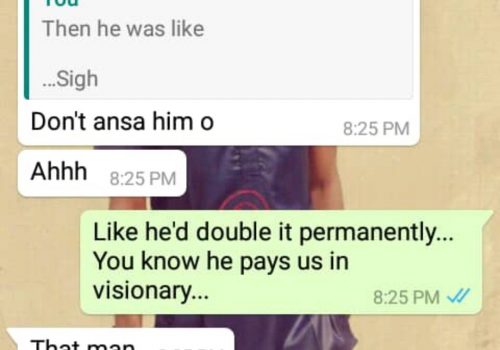 You
Then he was like
...Sigh
Don't ansa him o
8:25 PM
Ahhh
8:25 PM
Like he'd double it permanently...
You know he pays us in
visionary...
8:25 PM
That man